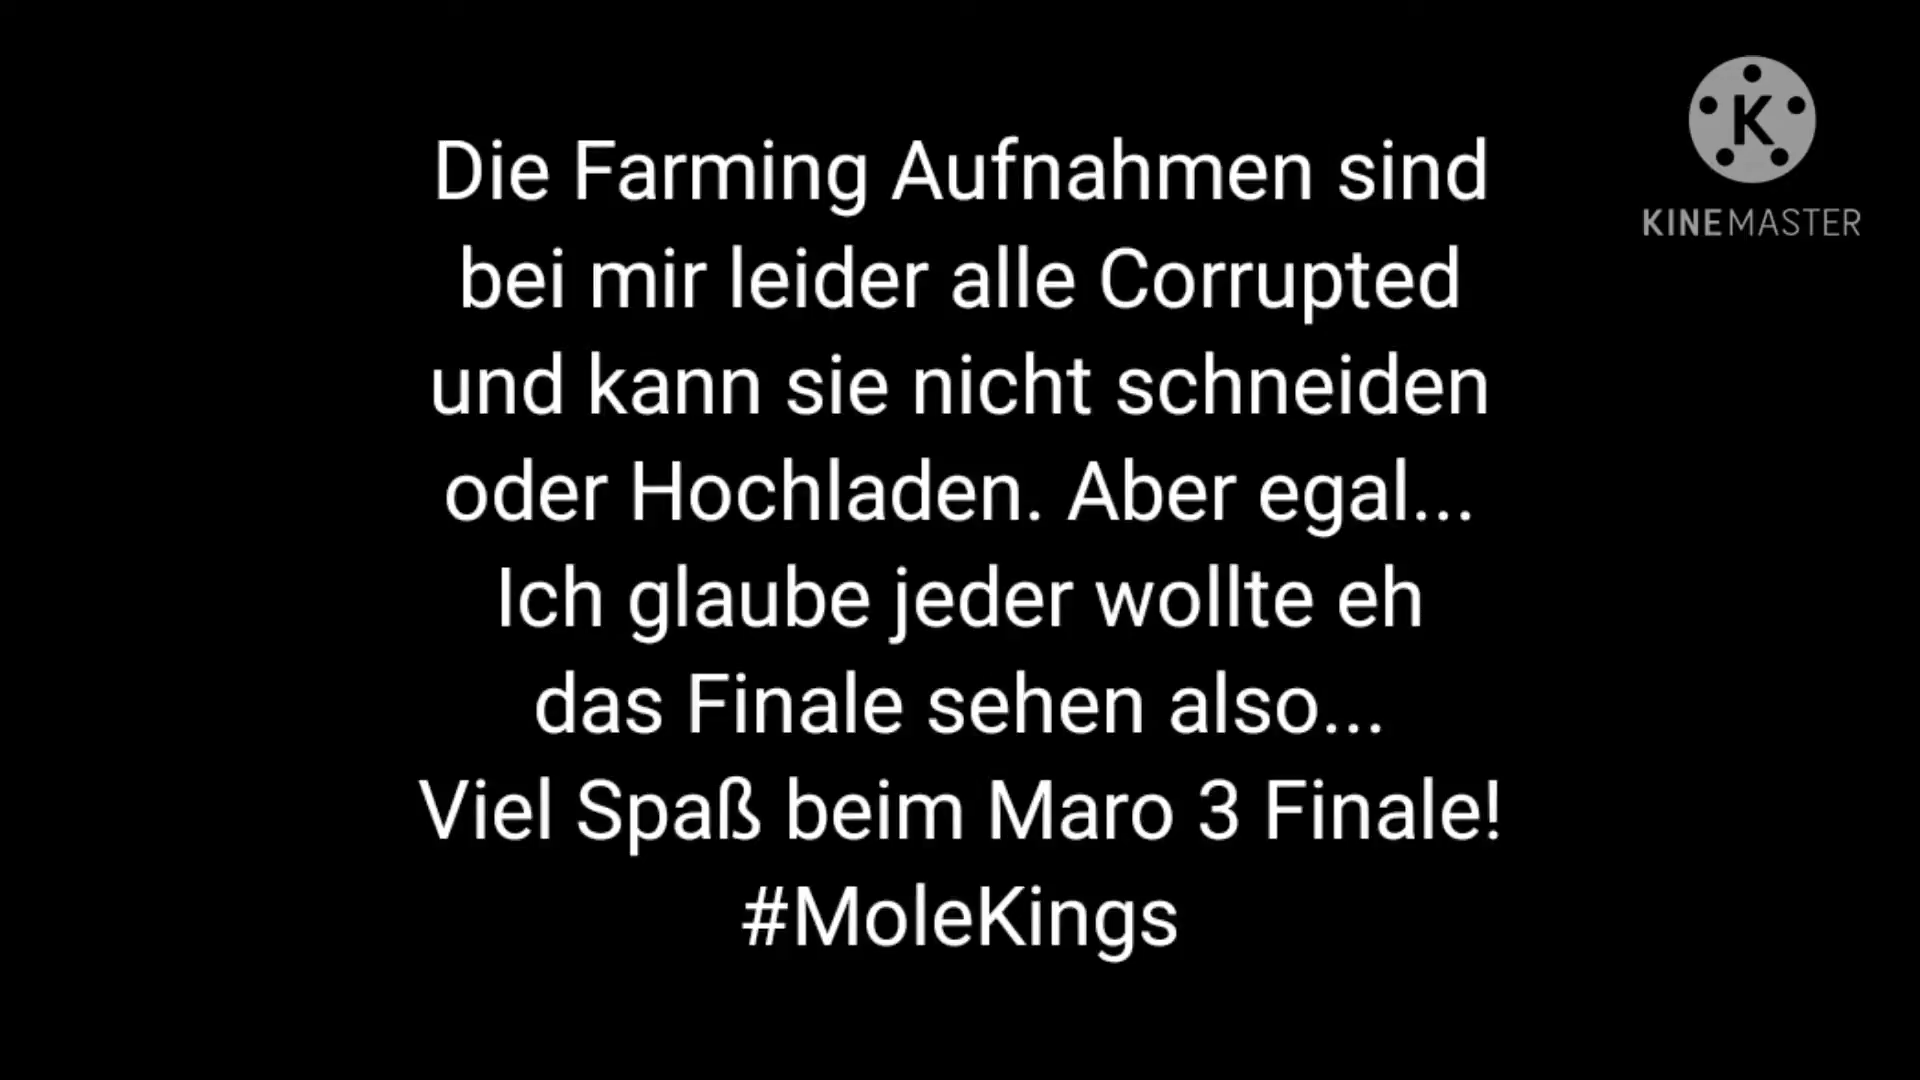 Die Farming Aufnahmen sind
bei mir leider alle Corrupted
und kann sie nicht schneiden
oder Hochladen. Aber egal...
Ich glaube jeder wollte eh
das Finale sehen also...
Viel Spaß beim Maro 3 Finale!
#MoleKings
K
KINEMASTER